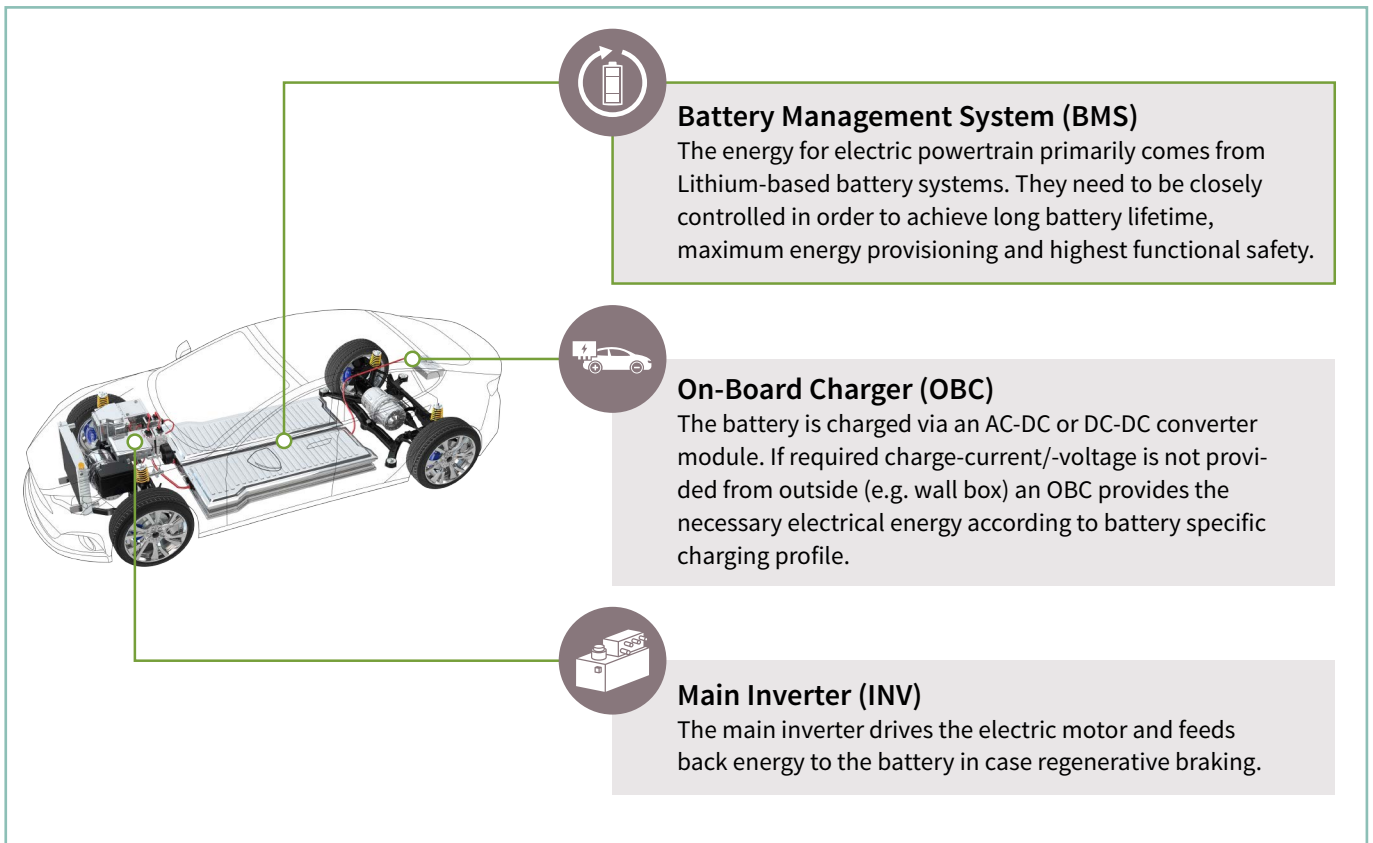 Battery Management System (BMS)
The energy for electric powertrain primarily comes from
Lithium-based battery systems. They need to be closely
controlled in order to achieve long battery lifetime,
maximum energy provisioning and highest functional safety.
On-Board Charger (OBC)
The battery is charged via an AC-DC or DC-DC converter
module. If required charge-current/-voltage is not provi-
ded from outside (e.g. wall box) an OBC provides the
necessary electrical energy according to battery specific
charging profile.
Main Inverter (INV)
The main inverter drives the electric motor and feeds
back energy to the battery in case regenerative braking.